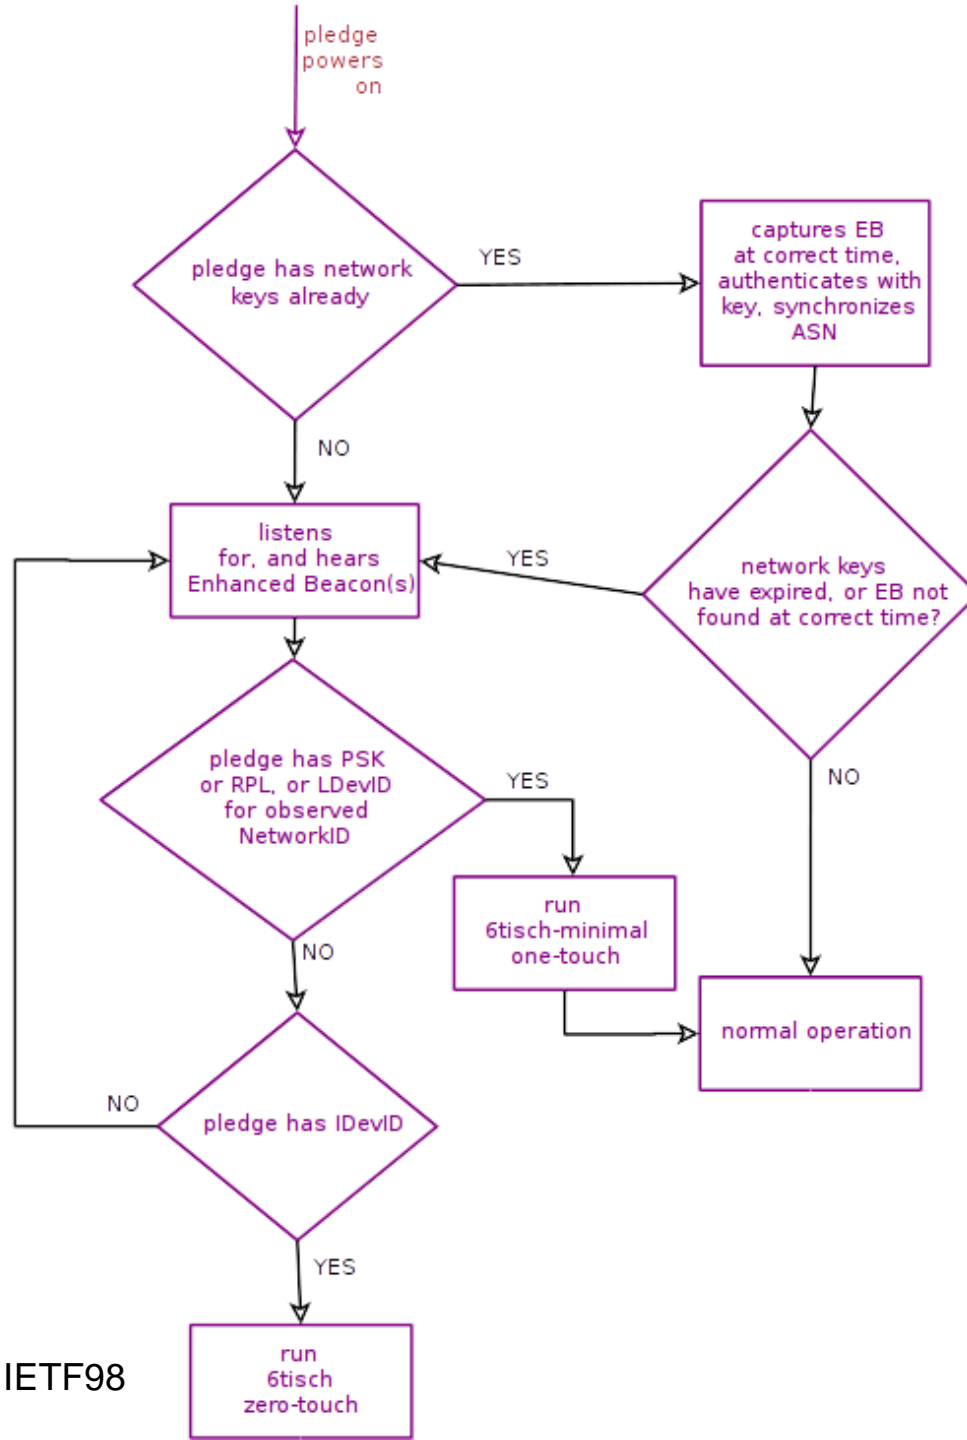 pledge
powers
on
pledge has network
keys already
YES
captures EB
at correct time,
authenticates with
key, synchronizes
ASN
NO
listens
for, and hears
Enhanced Beacon(s)
YES
network keys
have expired, or EB not
found at correct time?
pledge has PSK
or RPL, or LDevID
for observed
NetworkID
YES
NO
run
6tisch-minimal
one-touch
NO
normal operation
NO
pledge has IDevID
YES
run
6tisch
zero-touch
IETF98